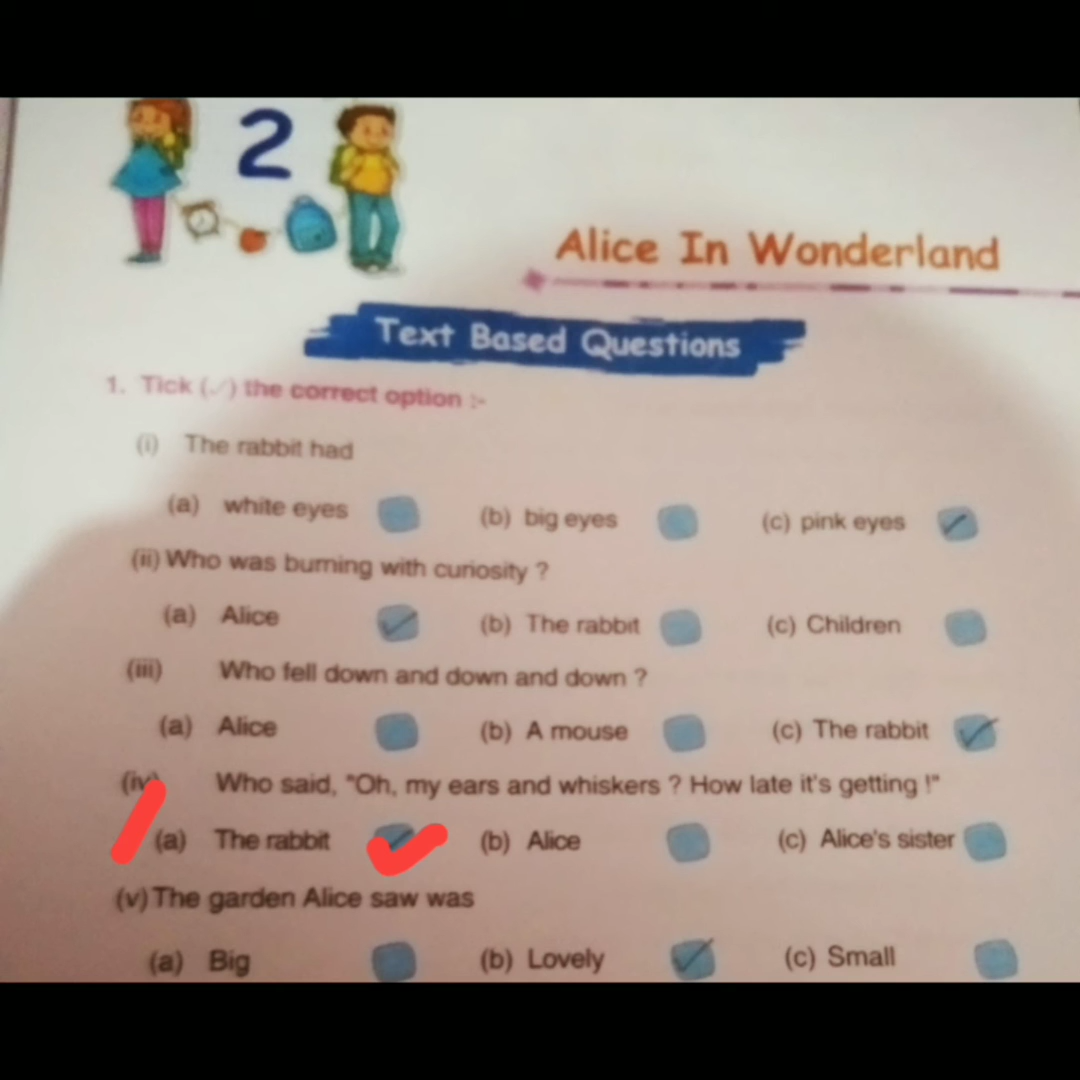 2
Alice In Wonderland
Text Based Questions
1. Tick (✓) the correct option :-
(i) The rabbit had
(a) white eyes (b) big eyes (c) pink eyes ✓
(ii) Who was burning with curiosity ?
(a) Alice ✓ (b) The rabbit (c) Children
(iii) Who fell down and down and down ?
(a) Alice (b) A mouse (c) The rabbit ✓
(iv) Who said, "Oh, my ears and whiskers ? How late it's getting !"
(a) The rabbit ✓ (b) Alice (c) Alice's sister
(v) The garden Alice saw was
(a) Big (b) Lovely ✓ (c) Small